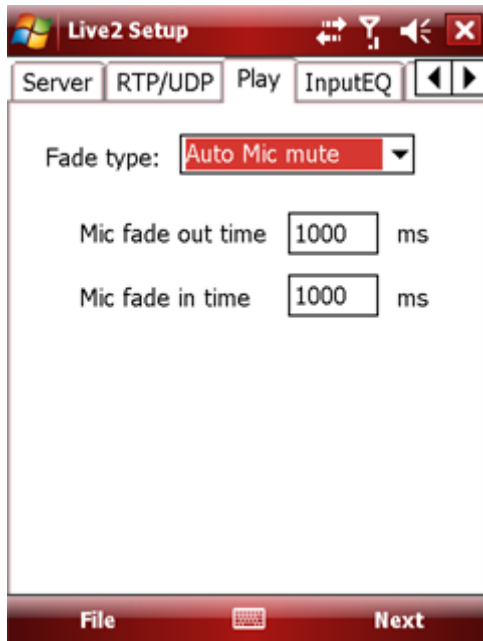 Live2 Setup
Server RTP/UDP Play InputEQ
Fade type: Auto Mic mute
Mic fade out time 1000 ms
Mic fade in time 1000 ms
File Next